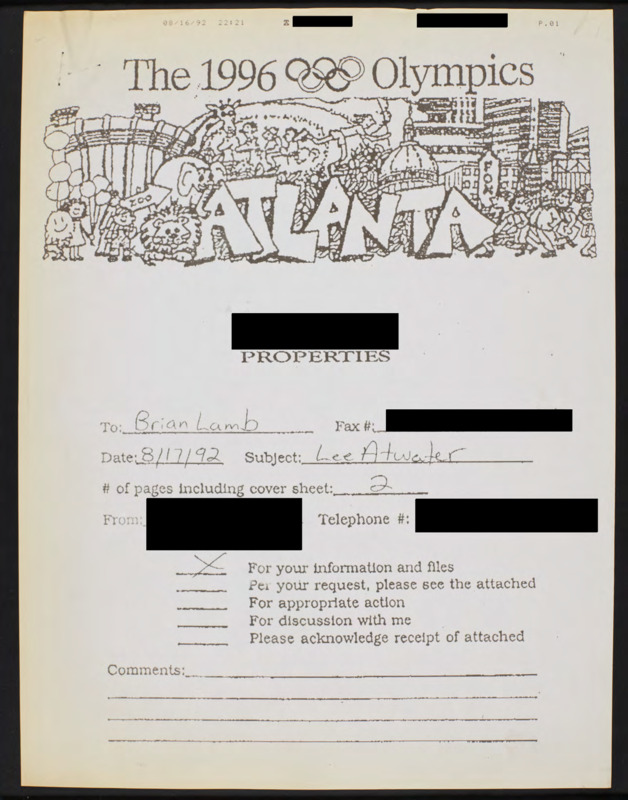 08/16/92 22:21 P.01
The 1996 Olympics
ATLANTA
FOX
PROPERTIES
To: Brian Lamb Fax #:
Date: 8/17/92 Subject: Lee Atwater
# of pages including cover sheet: 2
From: Telephone #:
X For your information and files
Per your request, please see the attached
For appropriate action
For discussion with me
Please acknowledge receipt of attached
Comments: